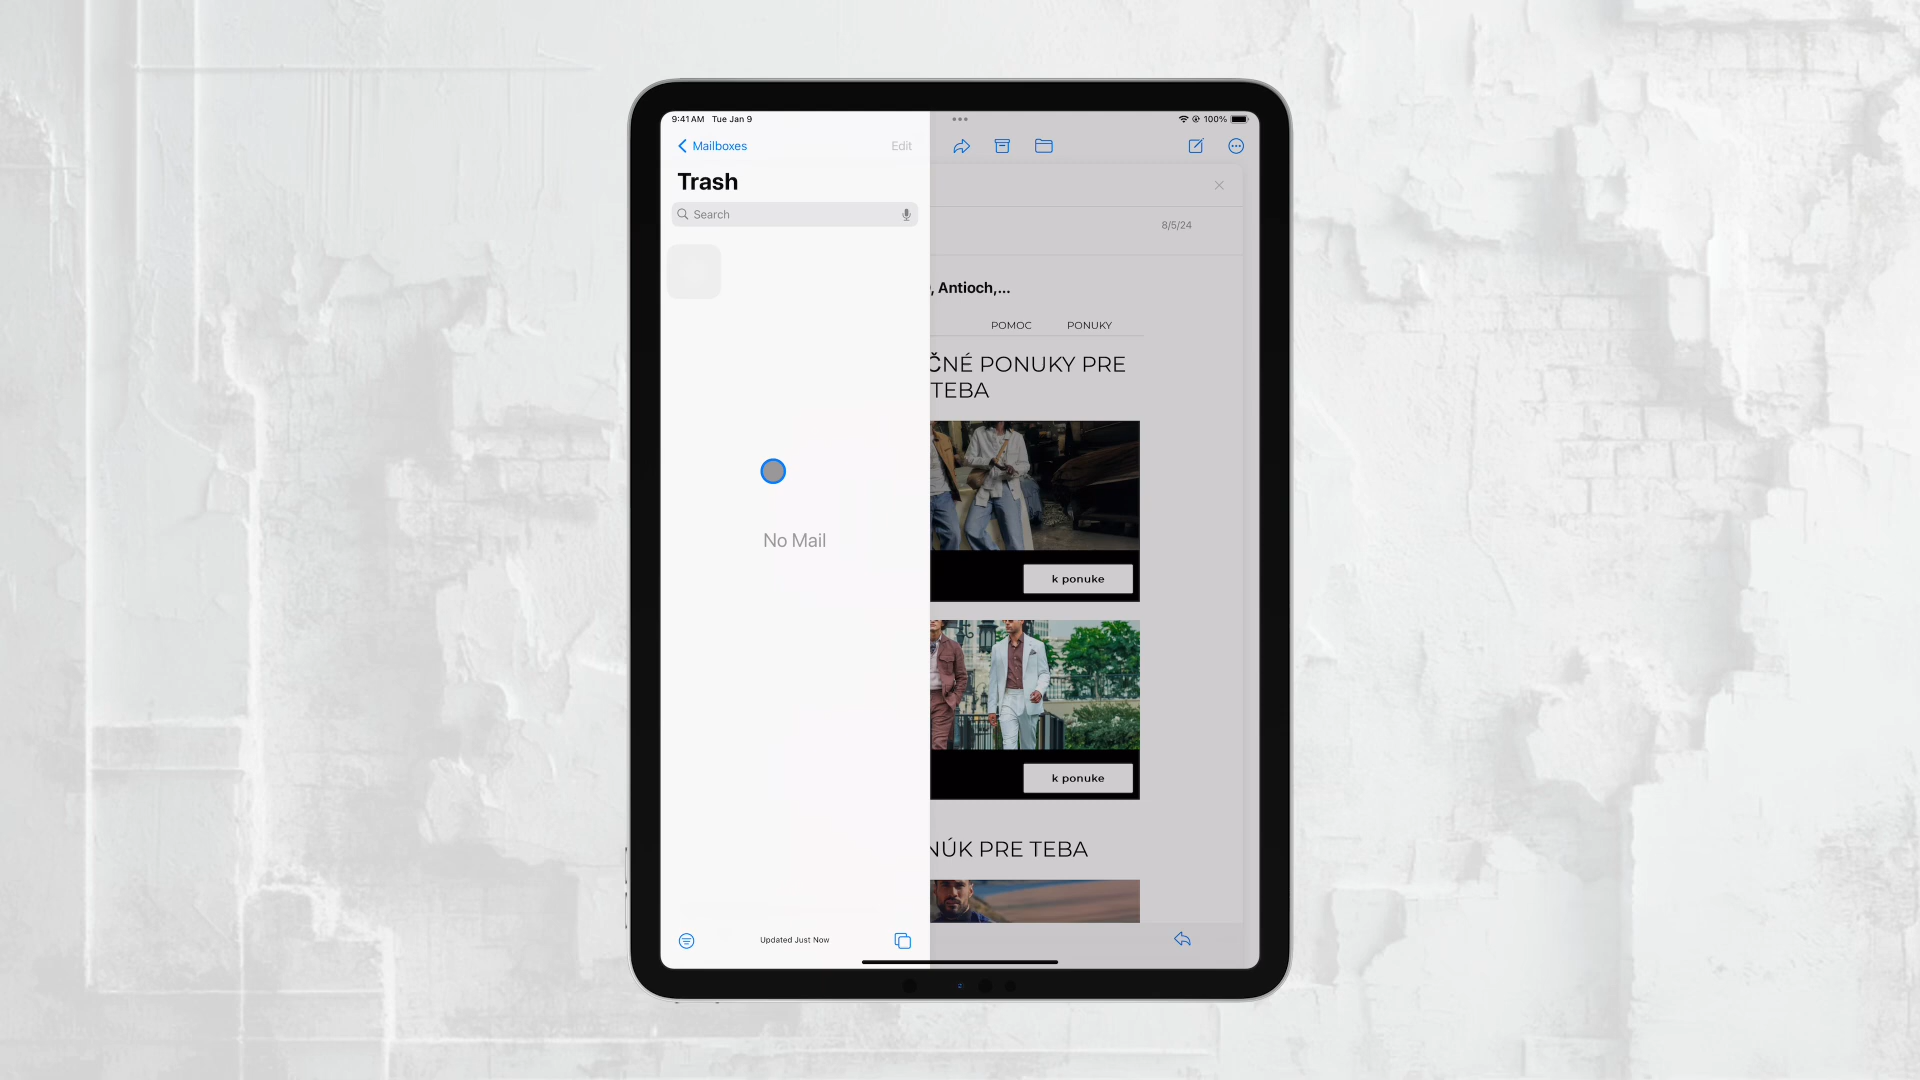 9:41 AM Tue Jan 9
100%
Mailboxes
Edit
Trash
Search
8/5/24
, Antioch,...
POMOC PONUKY
ČNÉ PONUKY PRE
TEBA
k ponuke
No Mail
k ponuke
NÚK PRE TEBA
Updated Just Now